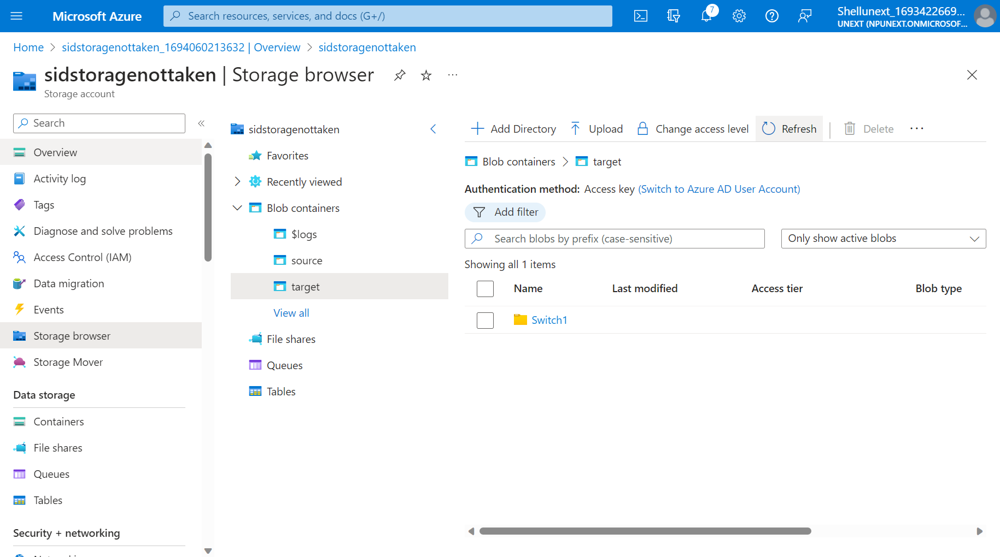 Microsoft Azure
Search resources, services, and docs (G+/)
7
Shellunext_1693422669...
UNEXT (NPUNEXT.ONMICROSOF...
Home > sidstoragenottaken_1694060213632 | Overview > sidstoragenottaken
sidstoragenottaken | Storage browser
...
Storage account
Search
«
Overview
Activity log
Tags
Diagnose and solve problems
Access Control (IAM)
Data migration
Events
Storage browser
Storage Mover
Data storage
Containers
File shares
Queues
Tables
Security + networking
sidstoragenottaken
Favorites
Recently viewed
Blob containers
$logs
source
target
View all
File shares
Queues
Tables
Add Directory Upload Change access level Refresh | Delete ...
Blob containers > target
Authentication method: Access key (Switch to Azure AD User Account)
Add filter
Search blobs by prefix (case-sensitive)
Only show active blobs
Showing all 1 items
Name Last modified Access tier Blob type
Switch1